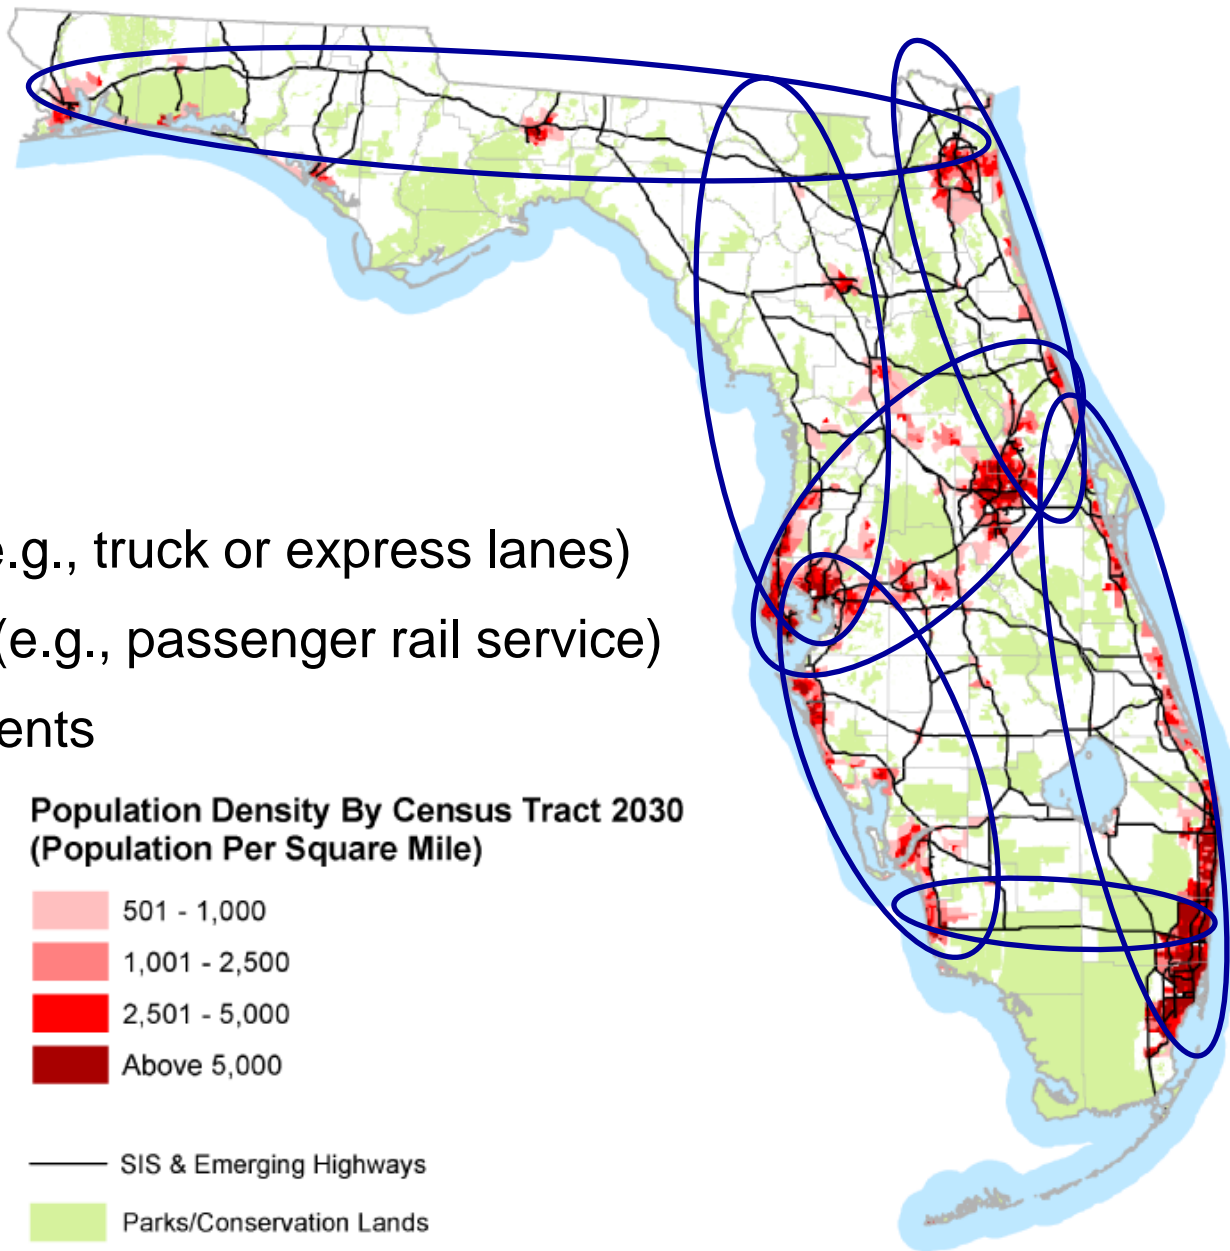 e.g., truck or express lanes)
(e.g., passenger rail service)
ents
Population Density By Census Tract 2030
(Population Per Square Mile)
501 - 1,000
1,001 - 2,500
2,501 - 5,000
Above 5,000
SIS & Emerging Highways
Parks/Conservation Lands